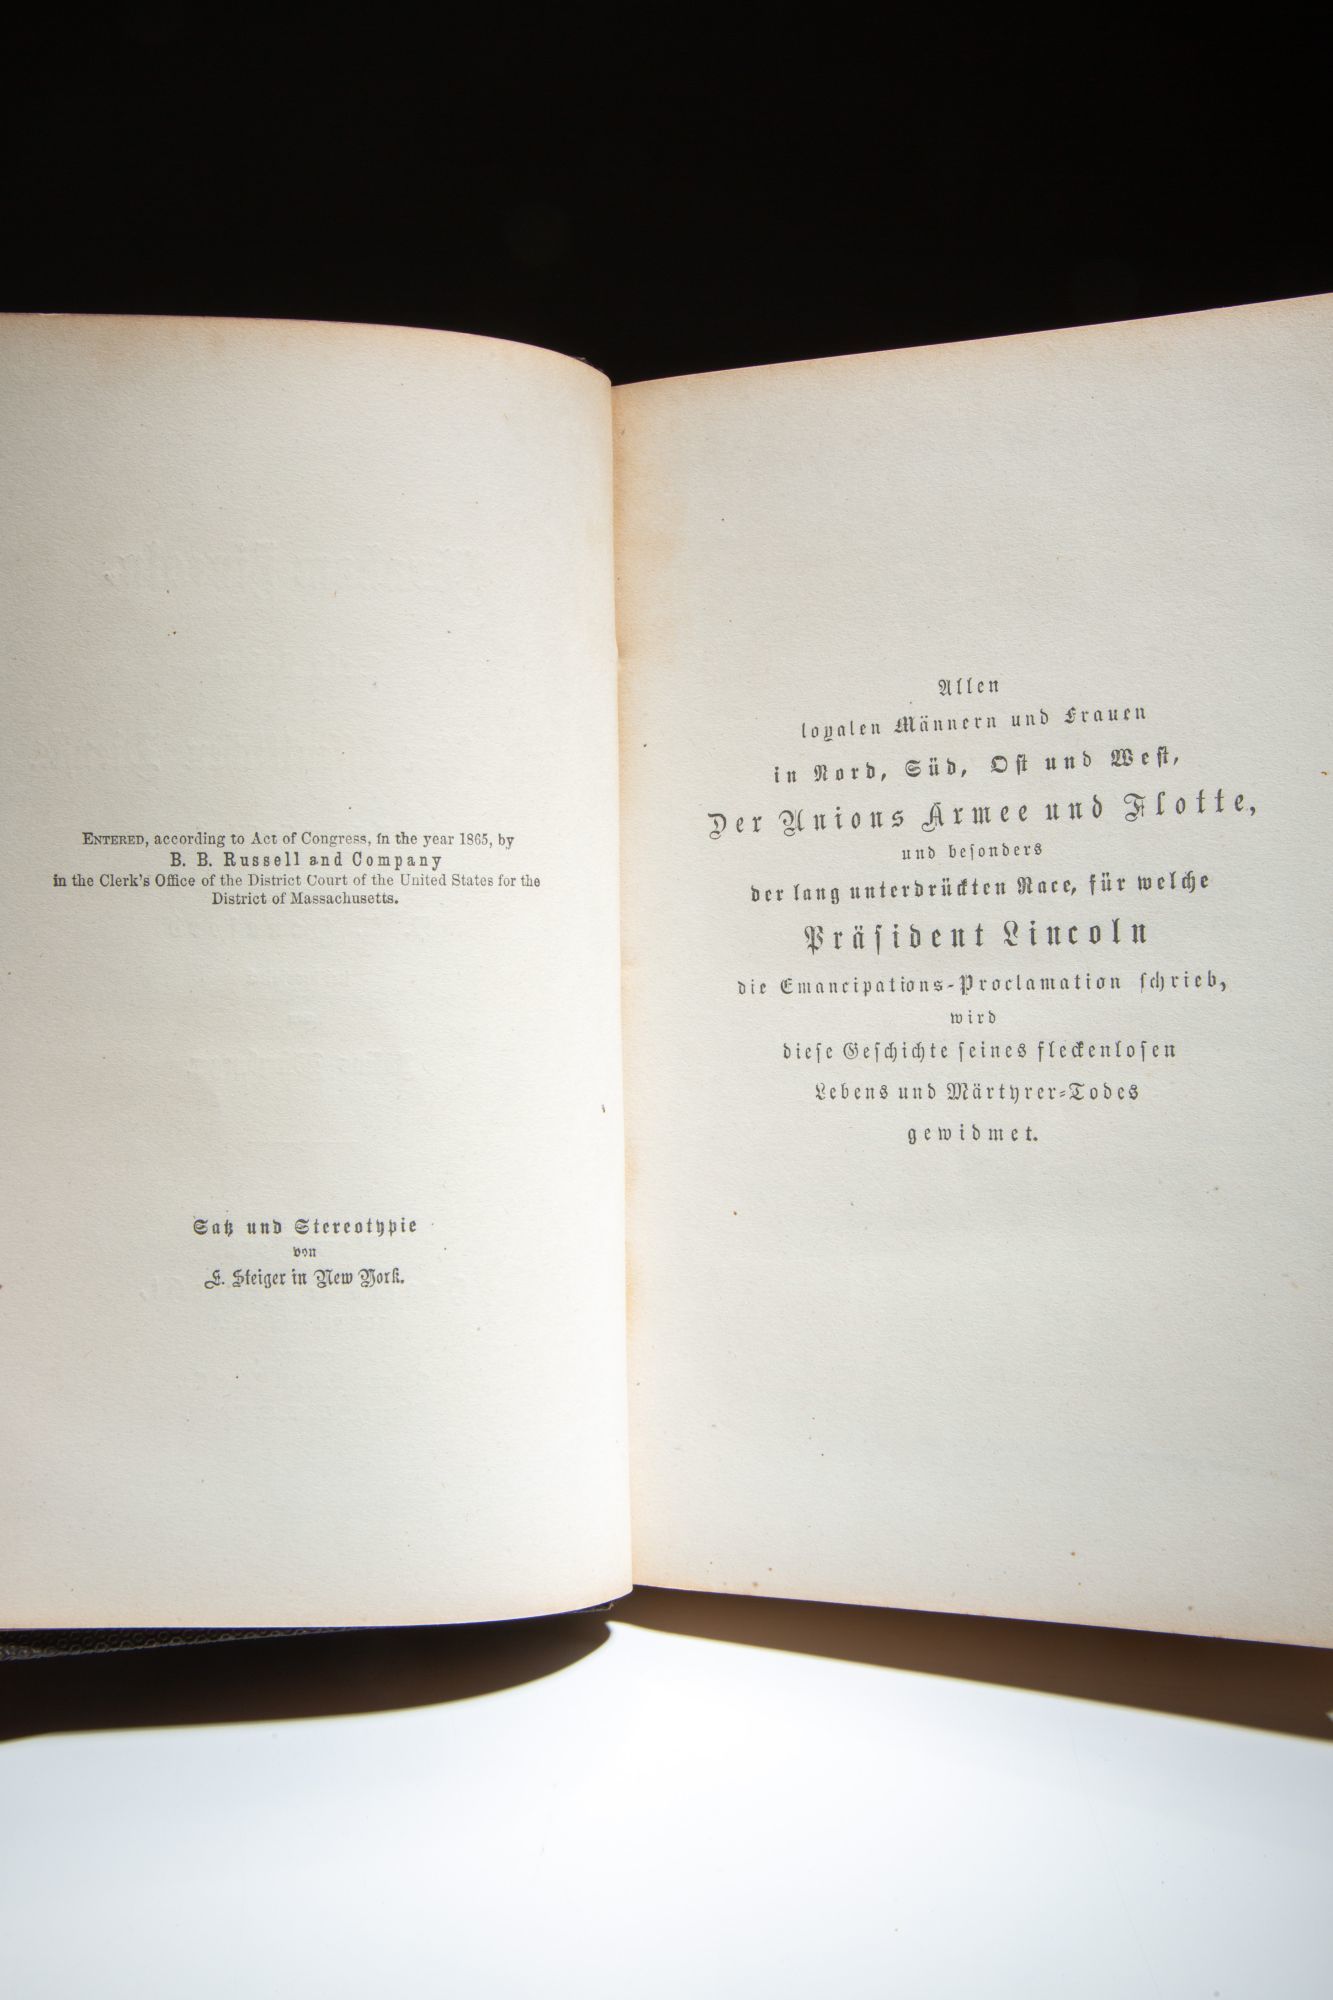 Entered, according to Act of Congress, in the year 1865, by
B. B. Russell and Company
in the Clerk's Office of the District Court of the United States for the
District of Massachusetts.
Satz und Stereotypie
von
E. Steiger in New York.
Allen
loyalen Männern und Frauen
in Nord, Süd, Ost und West,
Der Unions Armee und Flotte,
und besonders
der lang unterdrückten Race, für welche
Präsident Lincoln
die Emancipations-Proclamation schrieb,
wird
diese Geschichte seines fleckenlosen
Lebens und Märtyrer-Todes
gewidmet.